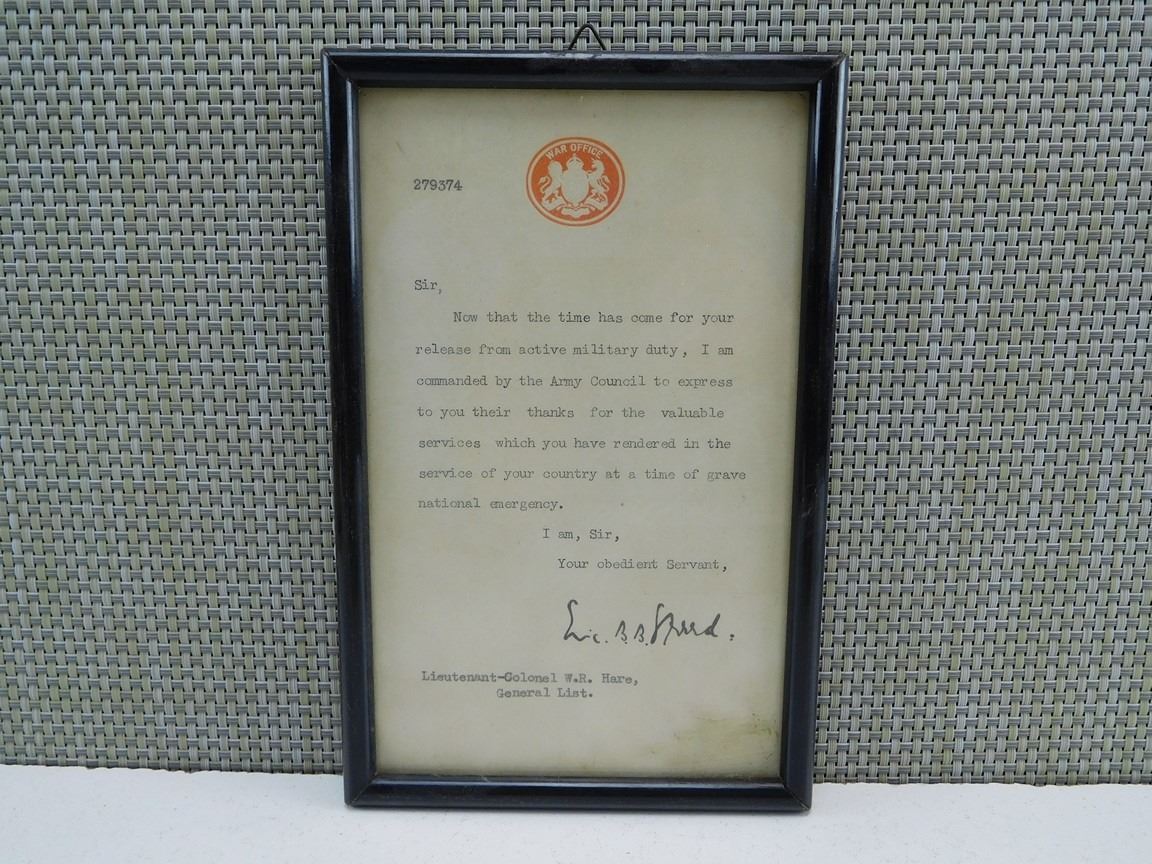 WAR OFFICE
279374
Sir,
Now that the time has come for your
release from active military duty, I am
commanded by the Army Council to express
to you their thanks for the valuable
services which you have rendered in the
service of your country at a time of grave
national emergency.
I am, Sir,
Your obedient Servant,
Eric. B.B. Speed.
Lieutenant-Colonel W.R. Hare,
General List.